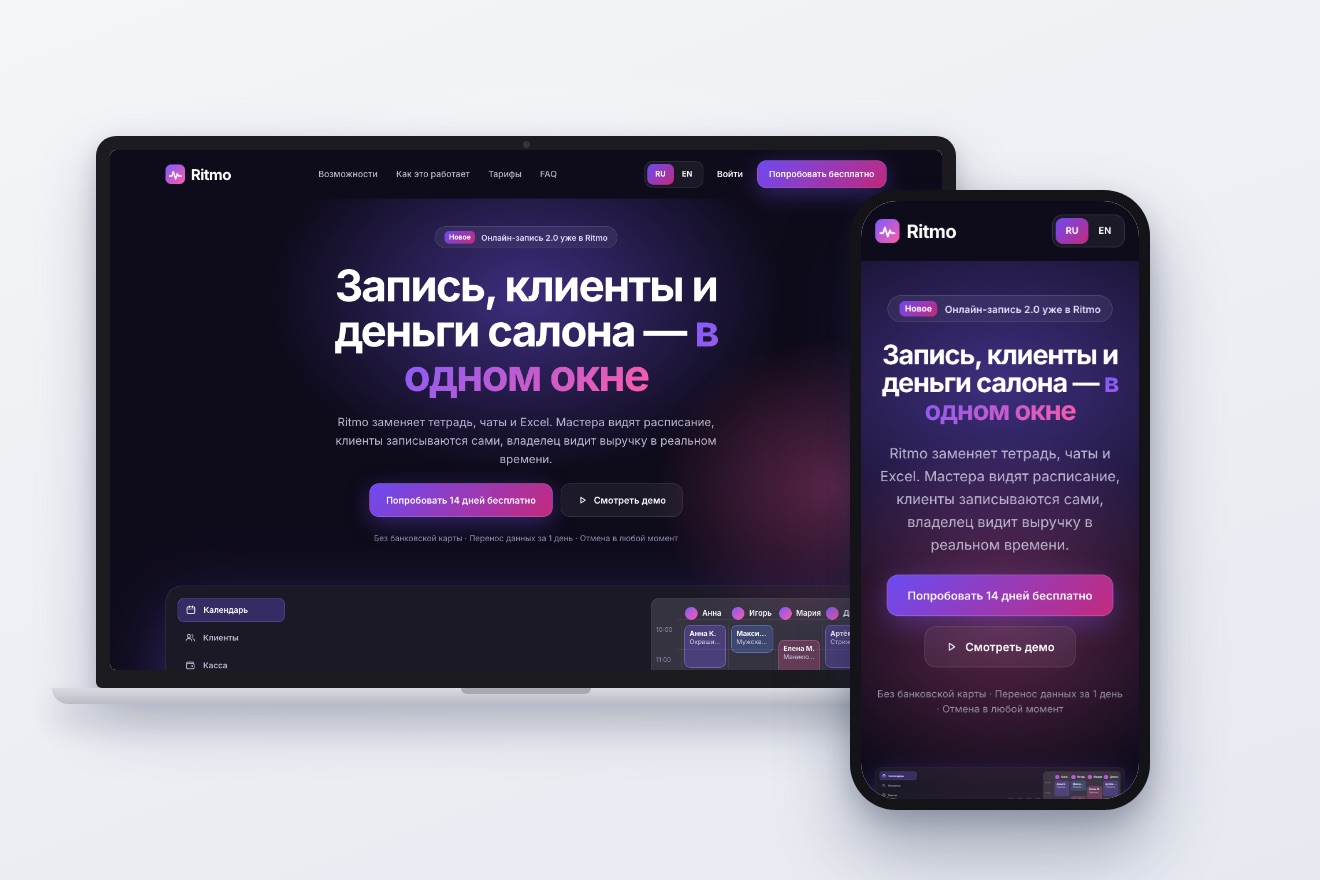 Ritmo
Возможности
Как это работает
Тарифы
FAQ
RU
EN
Войти
Попробовать бесплатно
Новое
Онлайн-запись 2.0 уже в Ritmo
Запись, клиенты и
деньги салона — в
одном окне
Ritmo заменяет тетрадь, чаты и Excel. Мастера видят расписание,
клиенты записываются сами, владелец видит выручку в реальном
времени.
Попробовать 14 дней бесплатно
Смотреть демо
Без банковской карты · Перенос данных за 1 день · Отмена в любой момент
Календарь
Клиенты
Касса
Анна
Игорь
Мария
10:00
11:00
Анна К.
Окраши...
Макси...
Мужска...
Елена М.
Маникю...
Ritmo
RU
EN
Новое
Онлайн-запись 2.0 уже в Ritmo
Запись, клиенты и
деньги салона — в
одном окне
Ritmo заменяет тетрадь, чаты и
Excel. Мастера видят расписание,
клиенты записываются сами,
владелец видит выручку в
реальном времени.
Попробовать 14 дней бесплатно
Смотреть демо
Без банковской карты · Перенос данных за 1 день
· Отмена в любой момент